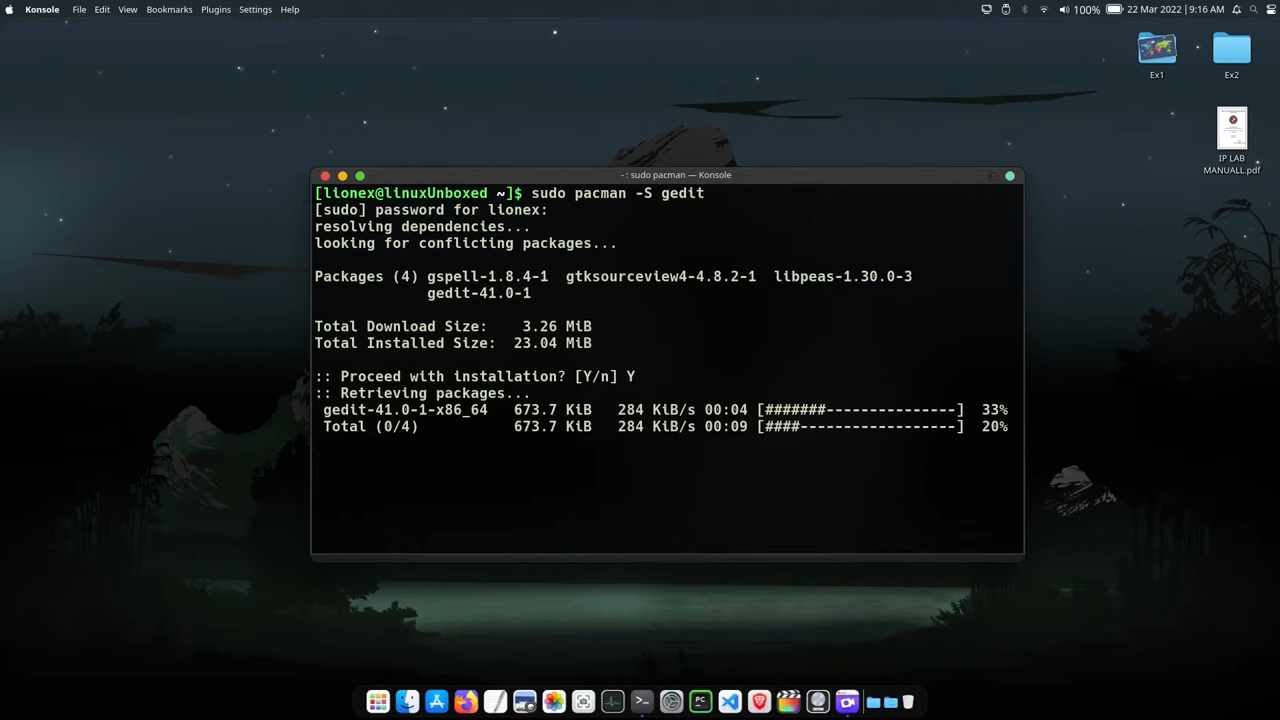 Konsole File Edit View Bookmarks Plugins Settings Help 100% 22 Mar 2022 | 9:16 AM
Ex1 Ex2
IP LAB
MANUALL.pdf
~ : sudo pacman — Konsole
[lionex@linuxUnboxed ~]$ sudo pacman -S gedit
[sudo] password for lionex:
resolving dependencies...
looking for conflicting packages...
Packages (4) gspell-1.8.4-1  gtksourceview4-4.8.2-1  libpeas-1.30.0-3
gedit-41.0-1
Total Download Size:    3.26 MiB
Total Installed Size:  23.04 MiB
:: Proceed with installation? [Y/n] Y
:: Retrieving packages...
gedit-41.0-1-x86_64   673.7 KiB   284 KiB/s 00:04 [#######---------------]  33%
Total (0/4)           673.7 KiB   284 KiB/s 00:09 [####------------------]  20%
PC